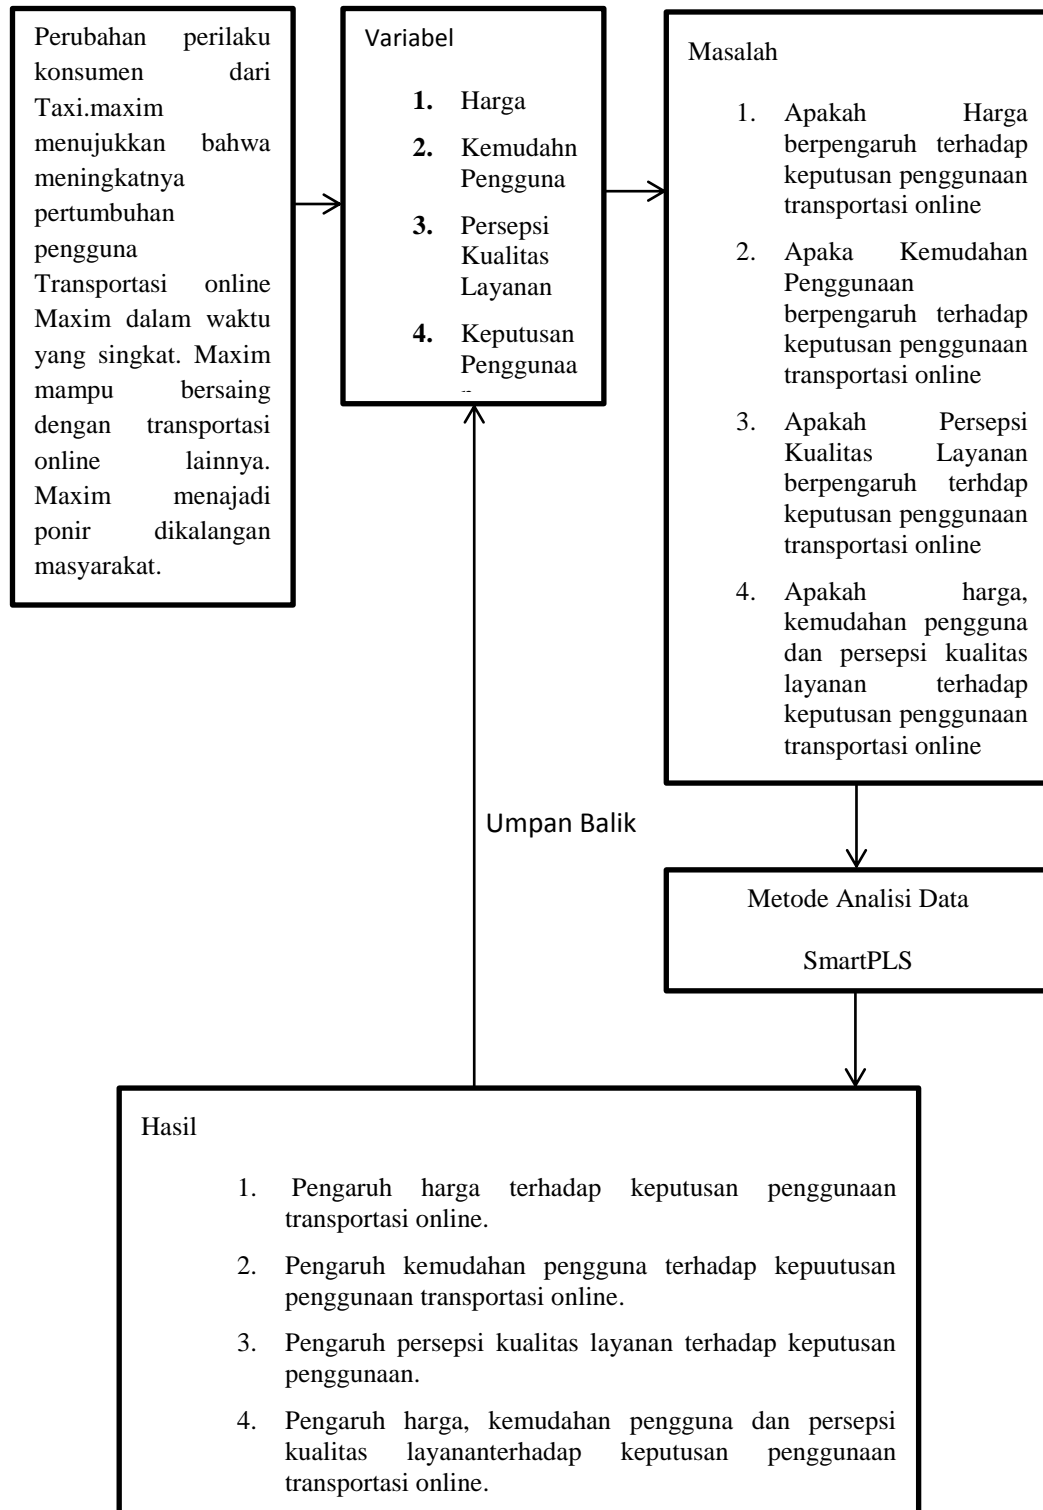 Perubahan perilaku
konsumen dari
Taxi.maxim
menujukkan bahwa
meningkatnya
pertumbuhan
pengguna
Transportasi online
Maxim dalam waktu
yang singkat. Maxim
mampu bersaing
dengan transportasi
online lainnya.
Maxim menajadi
ponir dikalangan
masyarakat.
Variabel
1. Harga
2. Kemudahn
Pengguna
3. Persepsi
Kualitas
Layanan
4. Keputusan
Penggunaa
Masalah
1. Apakah Harga
berpengaruh terhadap
keputusan penggunaan
transportasi online
2. Apaka Kemudahan
Penggunaan
berpengaruh terhadap
keputusan penggunaan
transportasi online
3. Apakah Persepsi
Kualitas Layanan
berpengaruh terhdap
keputusan penggunaan
transportasi online
4. Apakah harga,
kemudahan pengguna
dan persepsi kualitas
layanan terhadap
keputusan penggunaan
transportasi online
Umpan Balik
Metode Analisi Data
SmartPLS
Hasil
1. Pengaruh harga terhadap keputusan penggunaan
transportasi online.
2. Pengaruh kemudahan pengguna terhadap kepuutusan
penggunaan transportasi online.
3. Pengaruh persepsi kualitas layanan terhadap keputusan
penggunaan.
4. Pengaruh harga, kemudahan pengguna dan persepsi
kualitas layananterhadap keputusan penggunaan
transportasi online.